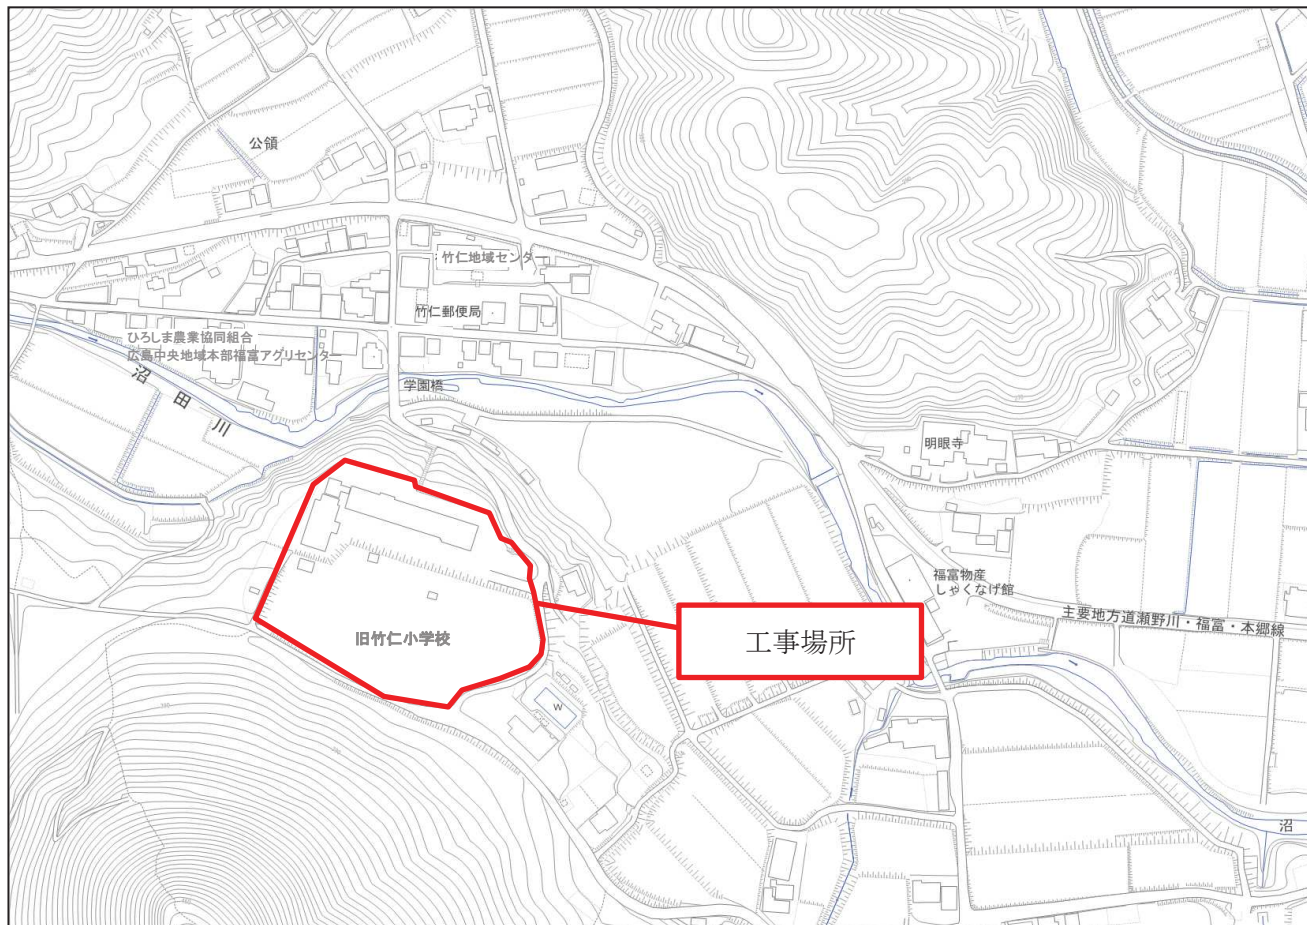 公領
竹仁地域センター
竹仁郵便局
ひろしま農業協同組合
広島中央地域本部福富アグリセンター
学園橋
沼田川
明眼寺
福富物産
しゃくなげ館
主要地方道瀬野川・福富・本郷線
旧竹仁小学校
工事場所
W
沼